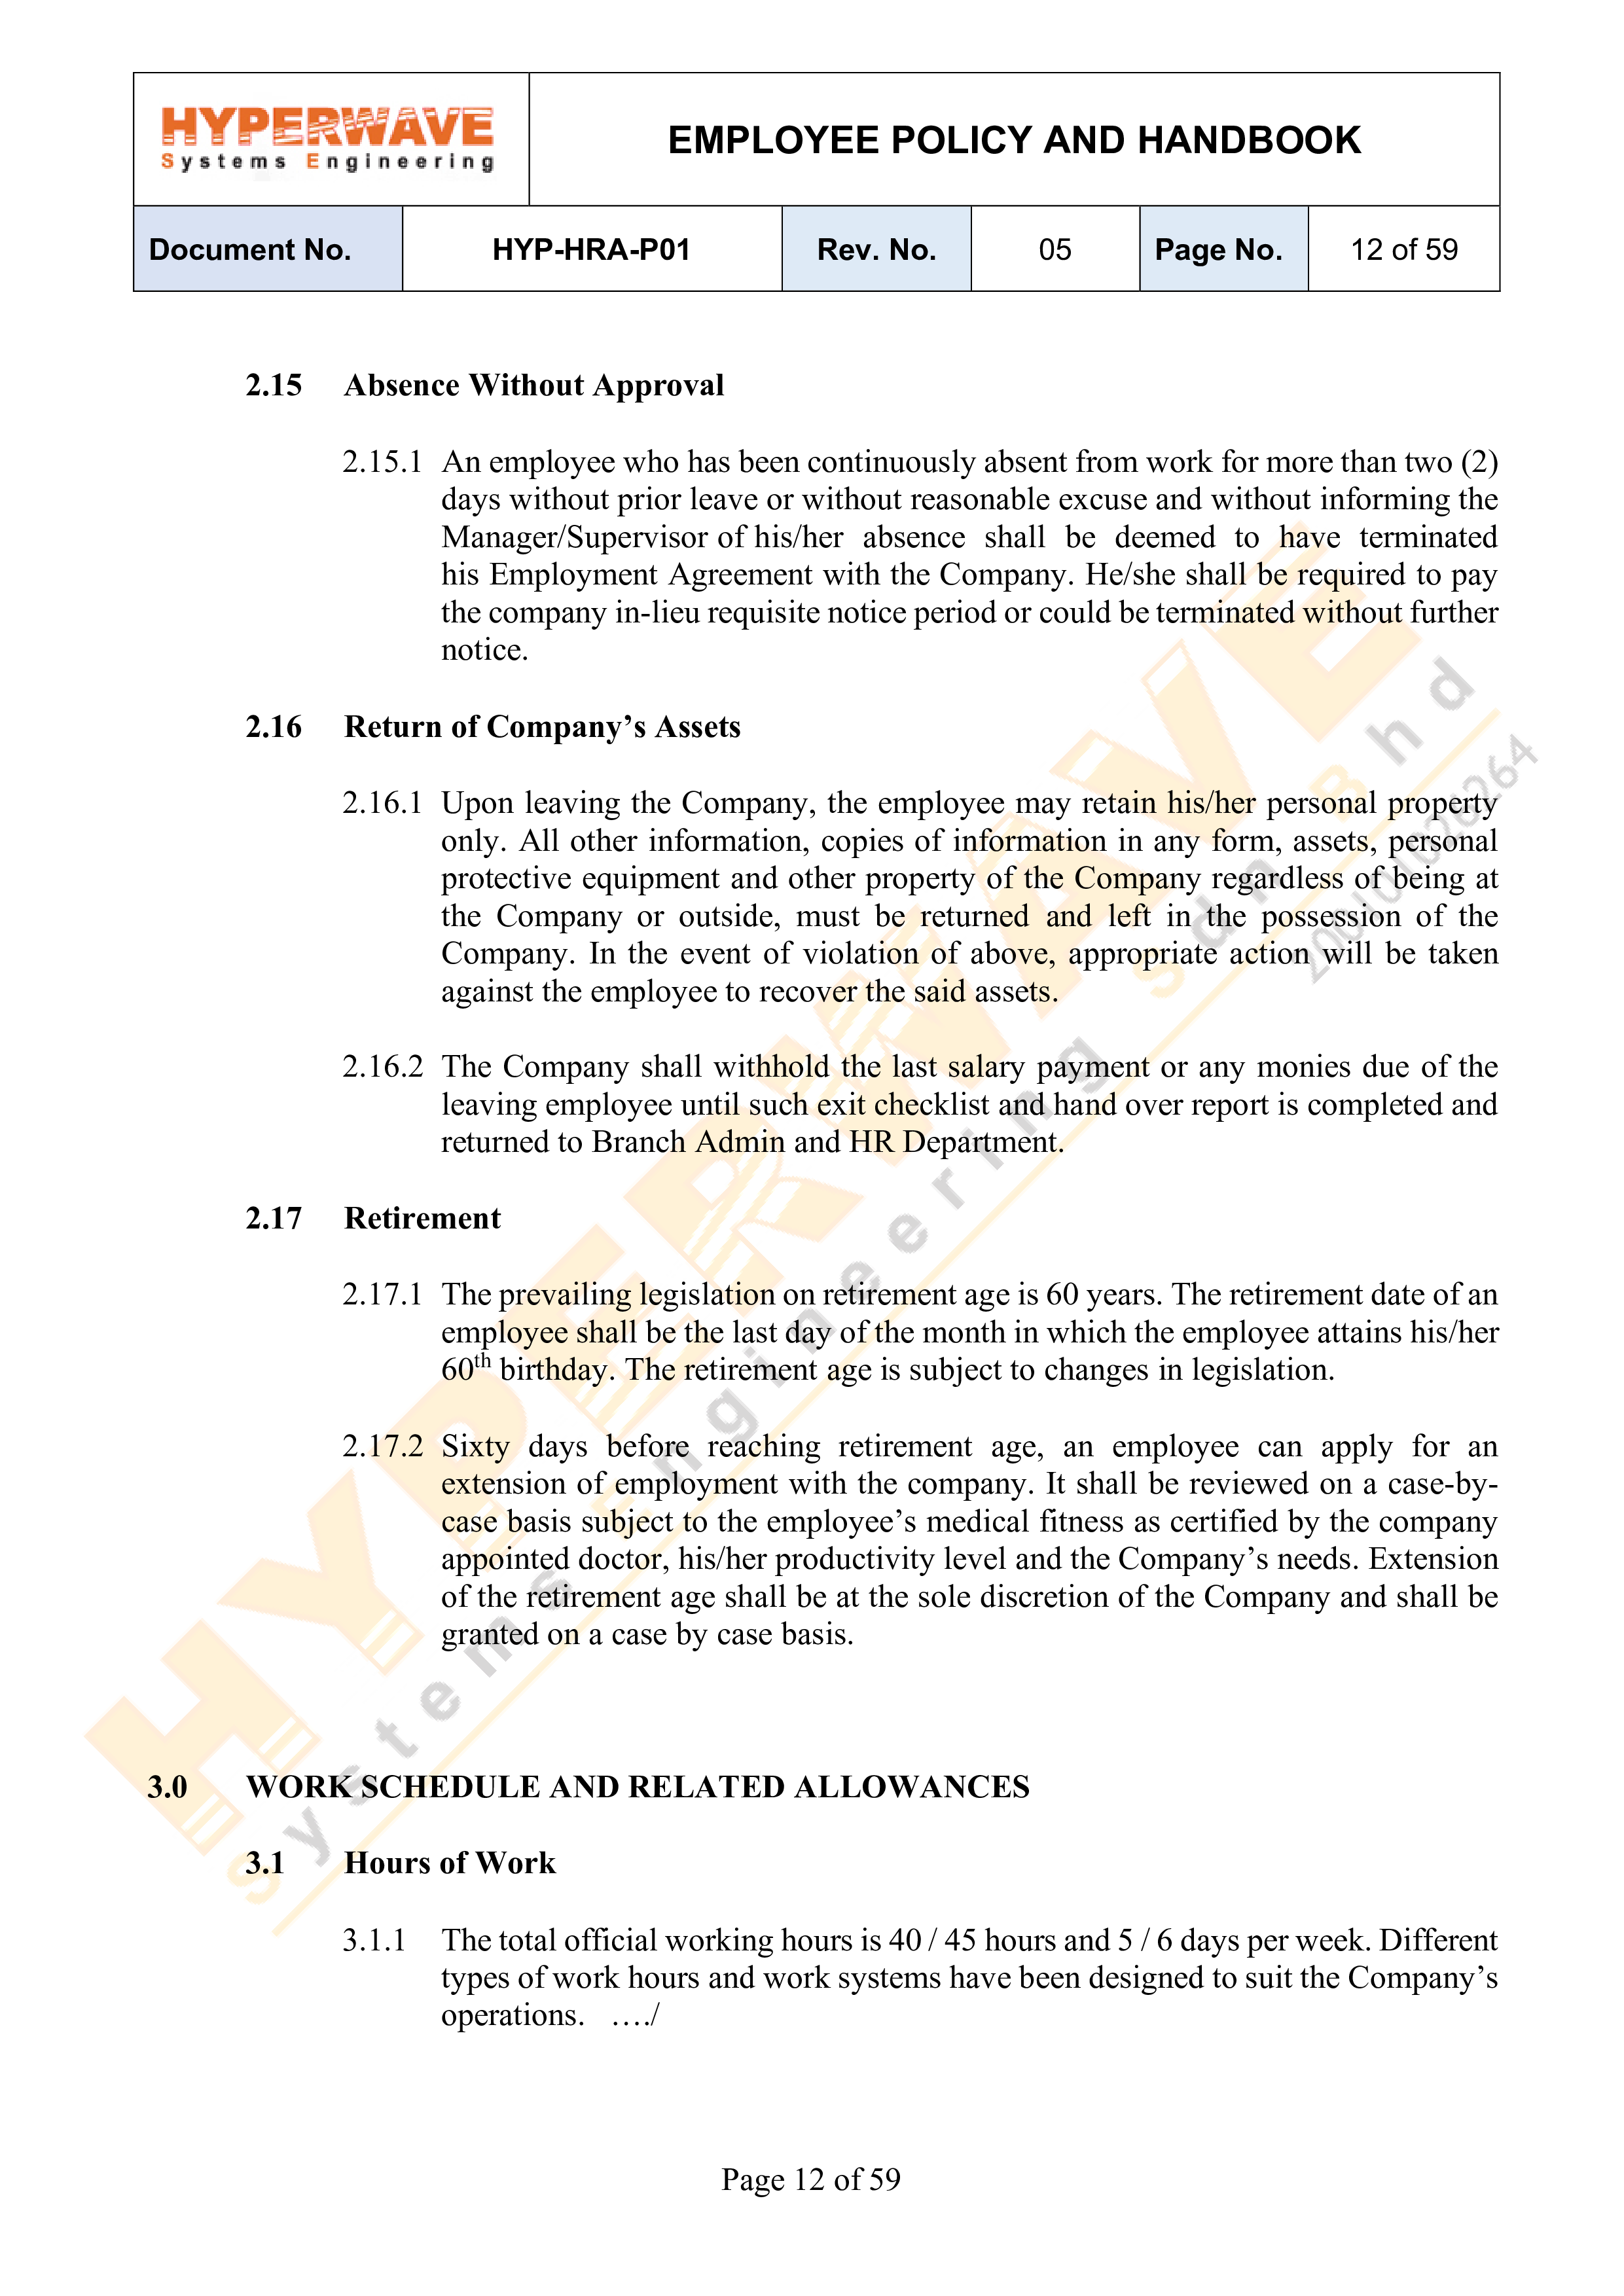 HYPERWAVE
Systems Engineering
EMPLOYEE POLICY AND HANDBOOK
Document No. HYP-HRA-P01 Rev. No. 05 Page No. 12 of 59
2.15 Absence Without Approval
2.15.1 An employee who has been continuously absent from work for more than two (2)
days without prior leave or without reasonable excuse and without informing the
Manager/Supervisor of his/her absence shall be deemed to have terminated
his Employment Agreement with the Company. He/she shall be required to pay
the company in-lieu requisite notice period or could be terminated without further
notice.
2.16 Return of Company’s Assets
2.16.1 Upon leaving the Company, the employee may retain his/her personal property
only. All other information, copies of information in any form, assets, personal
protective equipment and other property of the Company regardless of being at
the Company or outside, must be returned and left in the possession of the
Company. In the event of violation of above, appropriate action will be taken
against the employee to recover the said assets.
2.16.2 The Company shall withhold the last salary payment or any monies due of the
leaving employee until such exit checklist and hand over report is completed and
returned to Branch Admin and HR Department.
2.17 Retirement
2.17.1 The prevailing legislation on retirement age is 60 years. The retirement date of an
employee shall be the last day of the month in which the employee attains his/her
60th birthday. The retirement age is subject to changes in legislation.
2.17.2 Sixty days before reaching retirement age, an employee can apply for an
extension of employment with the company. It shall be reviewed on a case-by-
case basis subject to the employee’s medical fitness as certified by the company
appointed doctor, his/her productivity level and the Company’s needs. Extension
of the retirement age shall be at the sole discretion of the Company and shall be
granted on a case by case basis.
3.0 WORK SCHEDULE AND RELATED ALLOWANCES
3.1 Hours of Work
3.1.1 The total official working hours is 40 / 45 hours and 5 / 6 days per week. Different
types of work hours and work systems have been designed to suit the Company’s
operations. …./
HYPERWAVE
Systems Engineering Sdn Bhd
Page 12 of 59